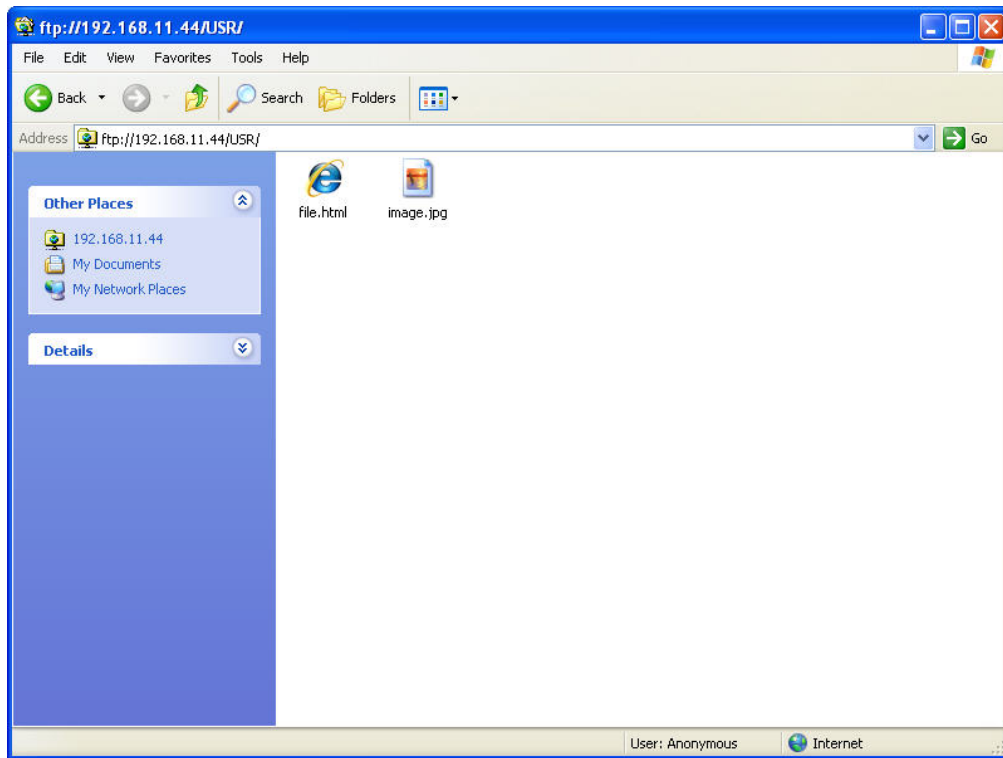 ftp://192.168.11.44/USR/
File Edit View Favorites Tools Help
Back Search Folders
Address ftp://192.168.11.44/USR/ Go
Other Places
192.168.11.44
My Documents
My Network Places
Details
file.html image.jpg
User: Anonymous Internet